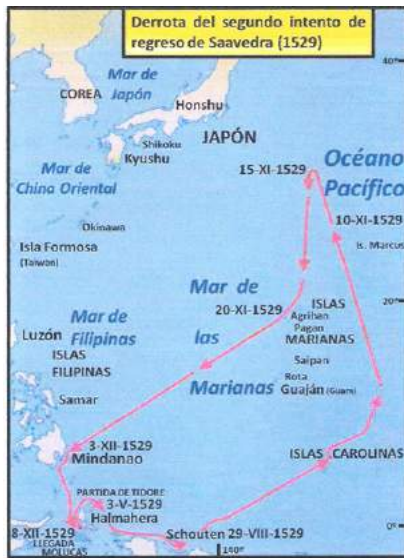 Derrota del segundo intento de
regreso de Saavedra (1529)
Mar de
Japón
COREA
Honshu
40º
JAPÓN
Shikoku
Kyushu
Mar de
China Oriental
Océano
Pacífico
15-XI-1529
10-XI-1529
Okinawa
Is. Marcus
Isla Formosa
(Taiwan)
Mar de
las
Marianas
20-XI-1529
ISLAS
Agrihan
Pagan
MARIANAS
20º
Mar de
Filipinas
Luzón
ISLAS
FILIPINAS
Saipan
Rota
Guaján (Guam)
Samar
3-XII-1529
Mindanao
ISLAS CAROLINAS
PARTIDA DE TIDORE
3-V-1529
Halmahera
8-XII-1529
LLEGADA
MOLUCAS
Schouten 29-VIII-1529
0º
140º